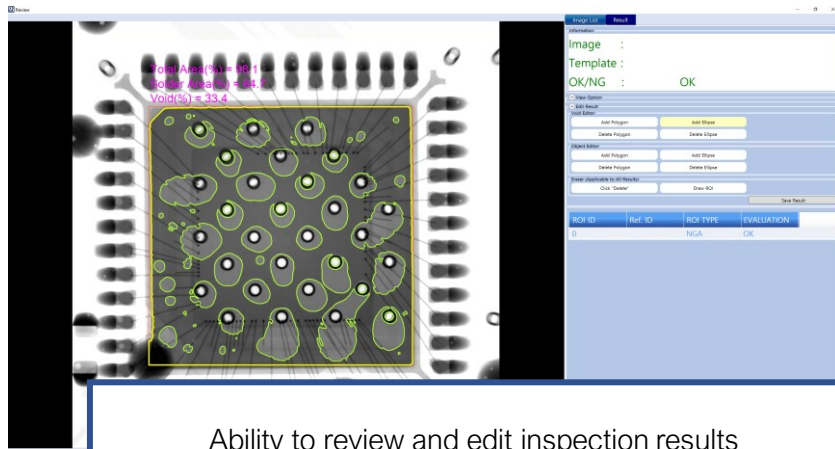 Review
Total Area(%) = 98.1
Void(%) = 33.4
Image List Result
Information
Image :
Template :
OK/NG : OK
View Option
Edit Result
Void Editor
Add Polygon Add Ellipse
Delete Polygon Delete Ellipse
Object Editor
Add Polygon Add Ellipse
Delete Polygon Delete Ellipse
Eraser (Applicable to All Results)
Click "Delete" Draw ROI
Save Result
ROI ID Ref. ID ROI TYPE EVALUATION
0 NGA OK
Ability to review and edit inspection results